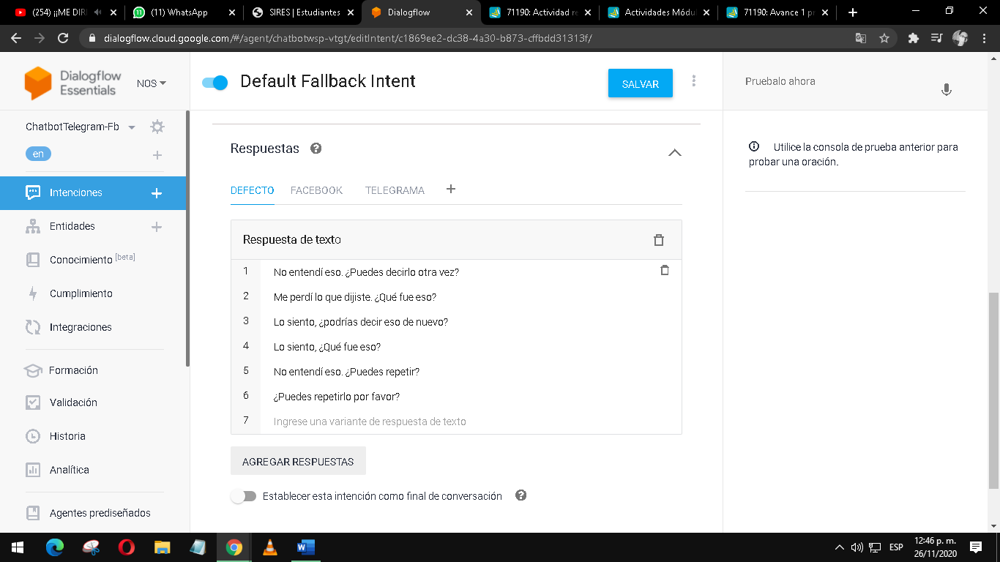 (254) ¡¡ME DIRI
(11) WhatsApp
SIRES | Estudiantes
Dialogflow
71190: Actividad re
Actividades Módul
71190: Avance 1 pr
dialogflow.cloud.google.com/#/agent/chatbotwsp-vtgt/editIntent/c1869ee2-dc38-4a30-b873-cffbdd31313f/
Dialogflow
Essentials
NOS
Default Fallback Intent
SALVAR
Pruebalo ahora
ChatbotTelegram-Fb
en
Intenciones
Entidades
Conocimiento [beta]
Cumplimiento
Integraciones
Formación
Validación
Historia
Analítica
Agentes prediseñados
Respuestas
DEFECTO FACEBOOK TELEGRAMA
Respuesta de texto
1 No entendí eso. ¿Puedes decirlo otra vez?
2 Me perdí lo que dijiste. ¿Qué fue eso?
3 Lo siento, ¿podrías decir eso de nuevo?
4 Lo siento, ¿Qué fue eso?
5 No entendí eso. ¿Puedes repetir?
6 ¿Puedes repetirlo por favor?
7 Ingrese una variante de respuesta de texto
AGREGAR RESPUESTAS
Establecer esta intención como final de conversación
Utilice la consola de prueba anterior para
probar una oración.
ESP
12:46 p. m.
26/11/2020